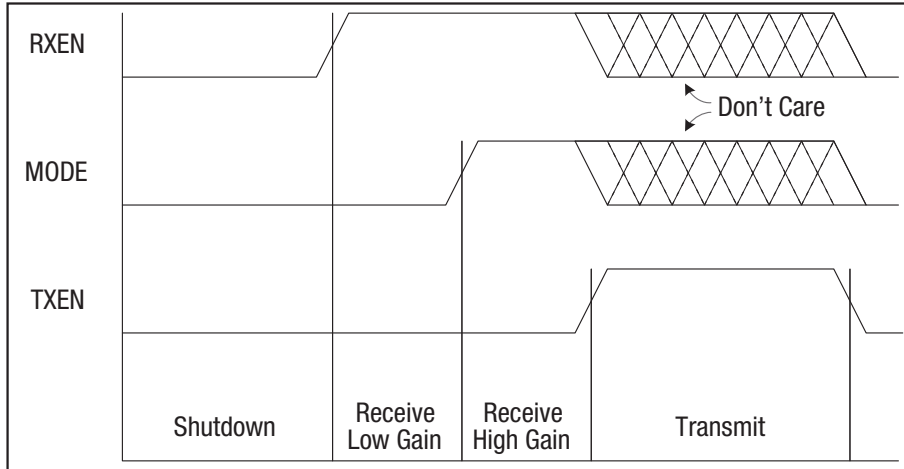 RXEN
Don't Care
MODE
TXEN
Shutdown
Receive
Low Gain
Receive
High Gain
Transmit